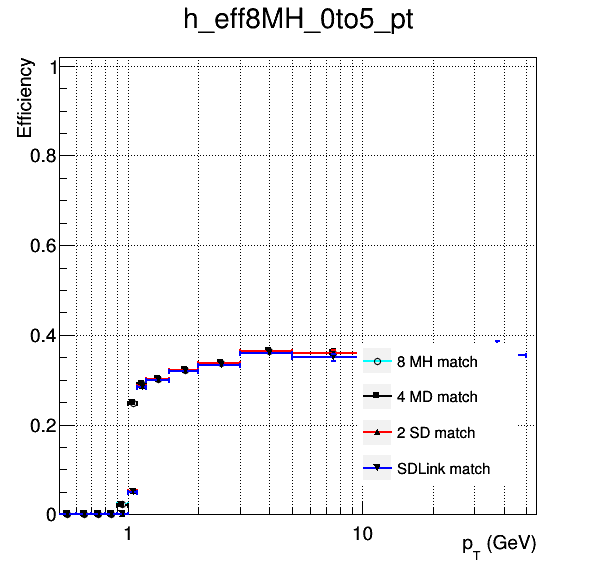 h_eff8MH_0to5_pt
Efficiency
1
0.8
0.6
0.4
0.2
0
8 MH match
4 MD match
2 SD match
SDLink match
1
10
p_T (GeV)